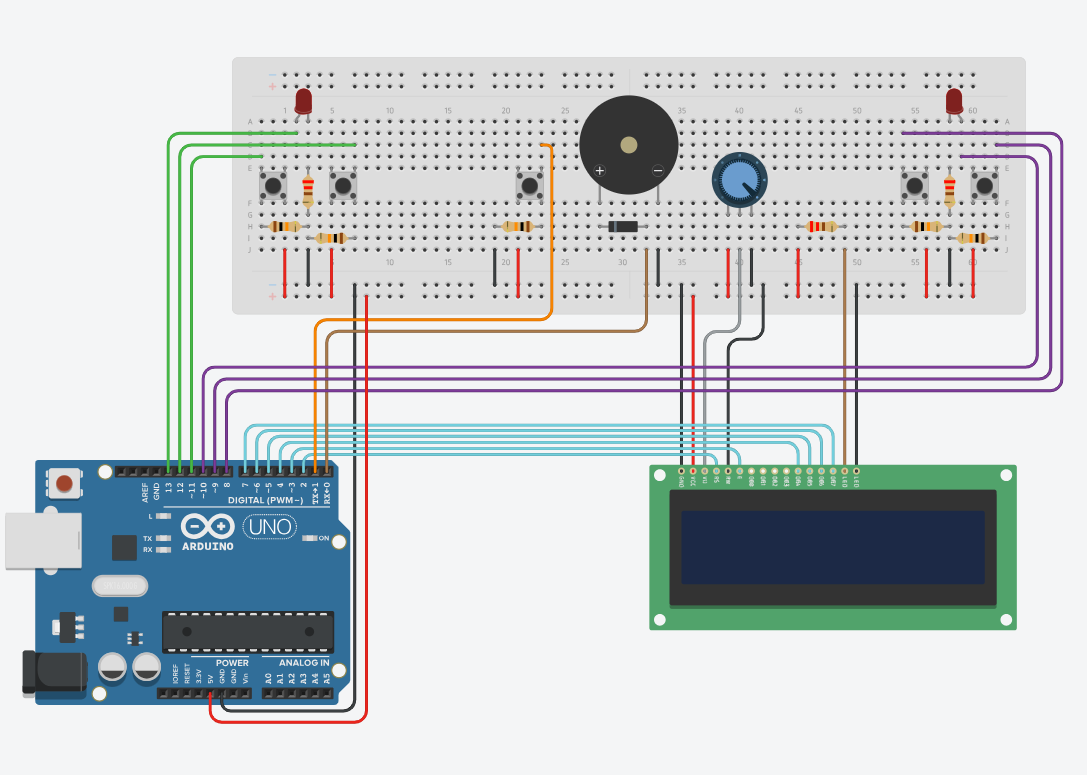 1 10 15 20 25 35 40 50 55 60
A A
B B
C C
D D
E E
F F
G G
H H
I I
J J
5 10 15 20 25 30 40 50 55 60
AREF
GND
13
12
~11
~10
~9
8
7
~6
~5
4
~3
2
TX→1
RX←0
DIGITAL (PWM~)
L
TX
RX
ARDUINO
UNO
ON
POWER
ANALOG IN
IOREF
RESET
3.3V
5V
GND
GND
Vin
A0
A1
A2
A3
A4
A5
GND
VCC
V0
RS
RW
E
DB0
DB1
DB2
DB3
DB4
DB5
DB6
DB7
LED
LED